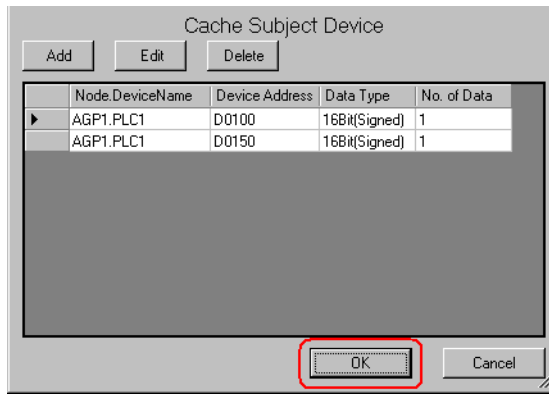 Cache Subject Device
Add Edit Delete
Node.DeviceName Device Address Data Type No. of Data
AGP1.PLC1 D0100 16Bit(Signed) 1
AGP1.PLC1 D0150 16Bit(Signed) 1
OK Cancel